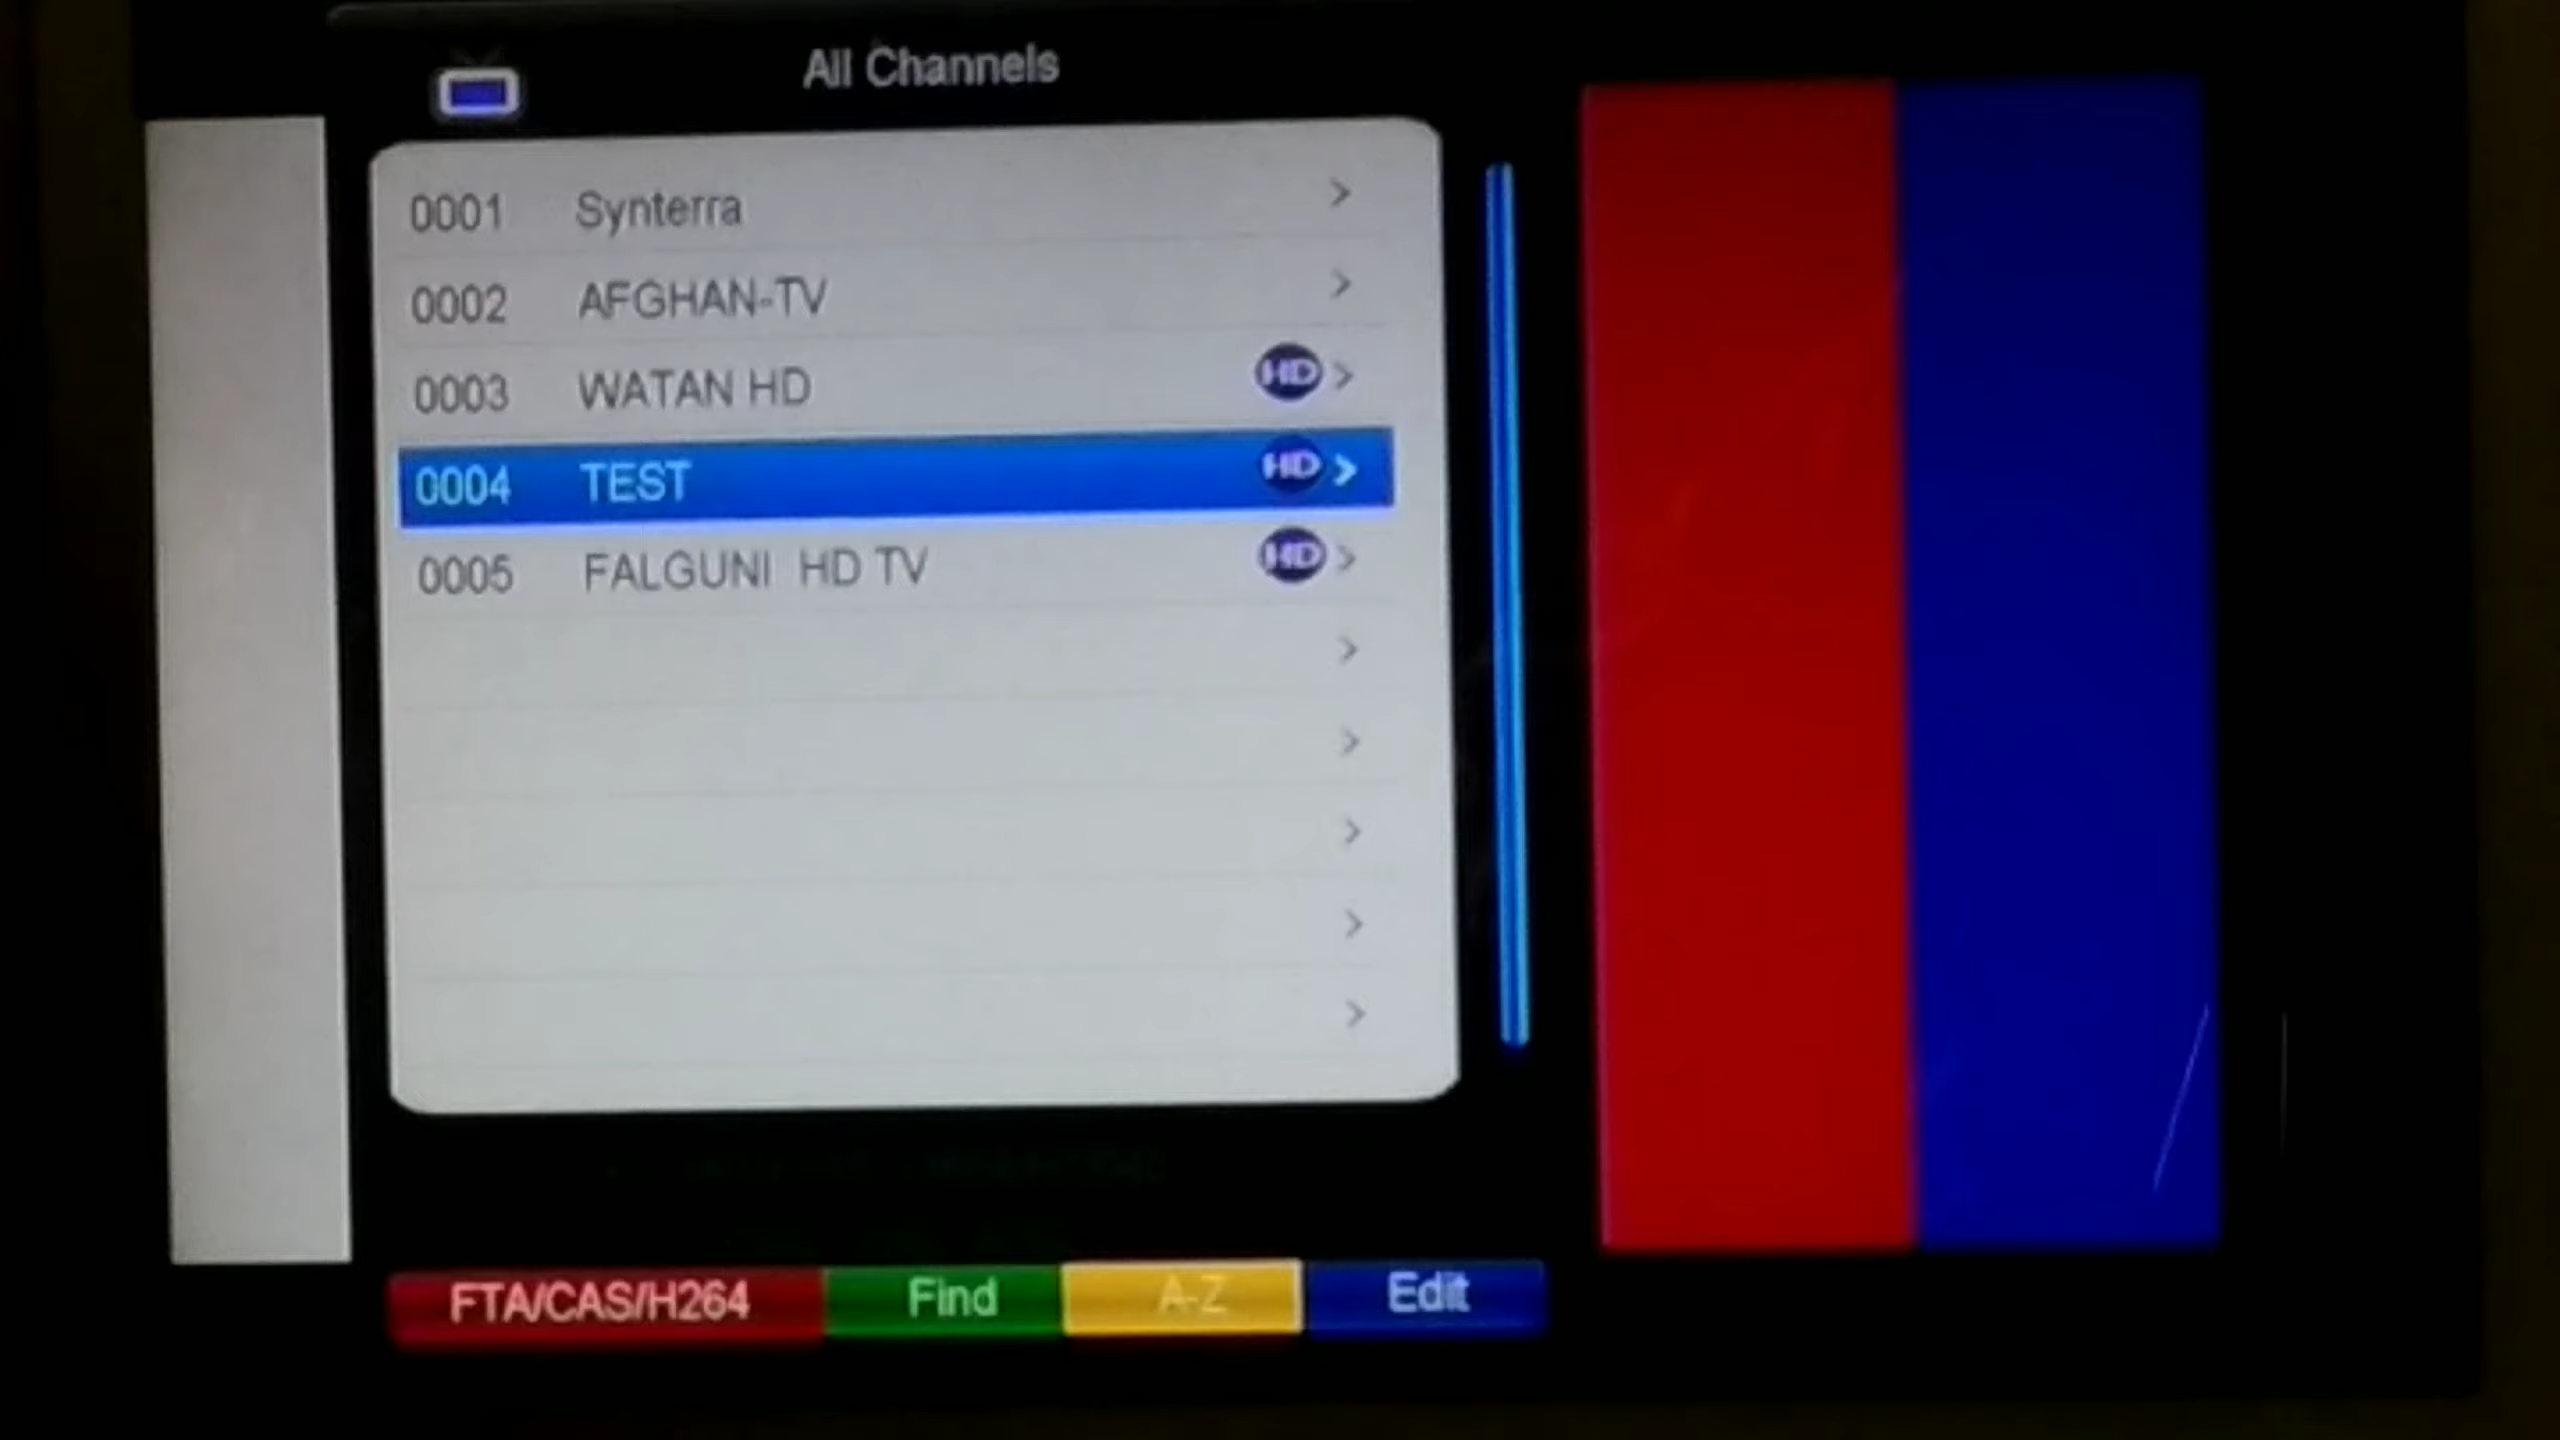 All Channels
0001 Synterra >
0002 AFGHAN-TV >
0003 WATAN HD HD >
0004 TEST HD >
0005 FALGUNI HD TV HD >
>
>
>
>
>
FTA/CAS/H264 Find A-Z Edit